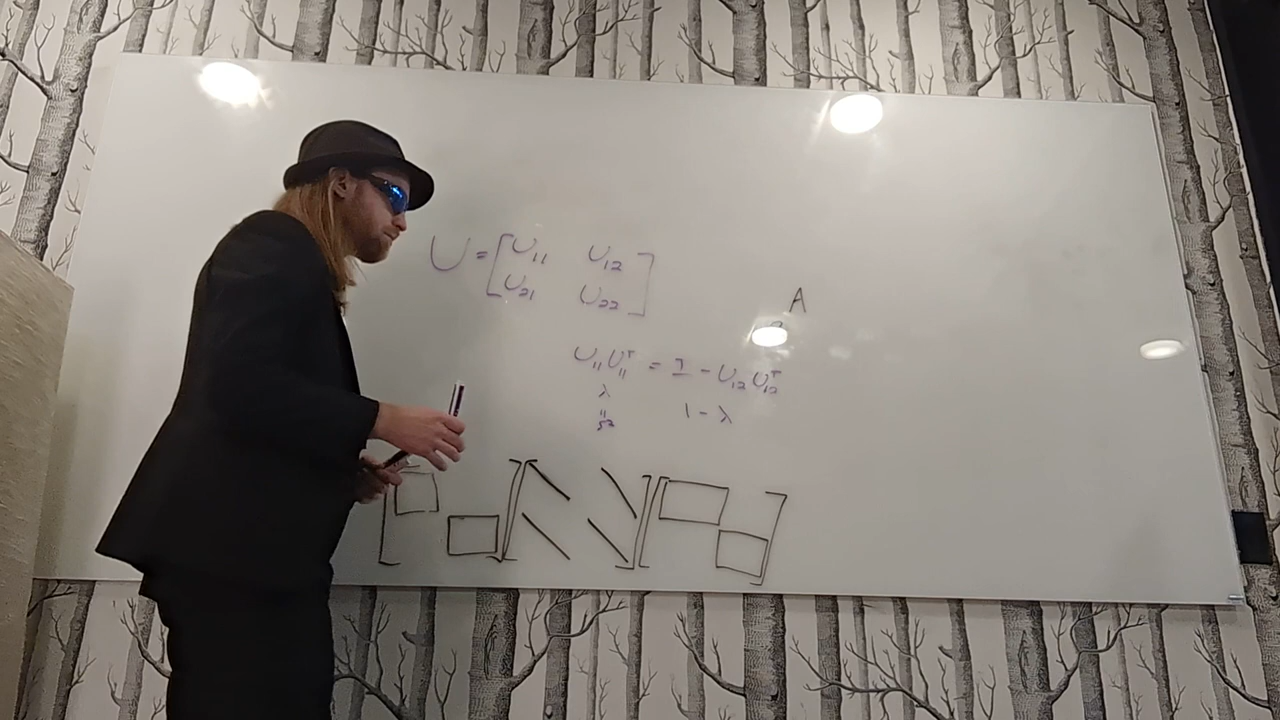 U = [U₁₁ U₁₂
U₂₁ U₂₂]
A
U₁₁U₁₁ᵀ = I - U₁₂U₁₂ᵀ
λ 1 - λ
=